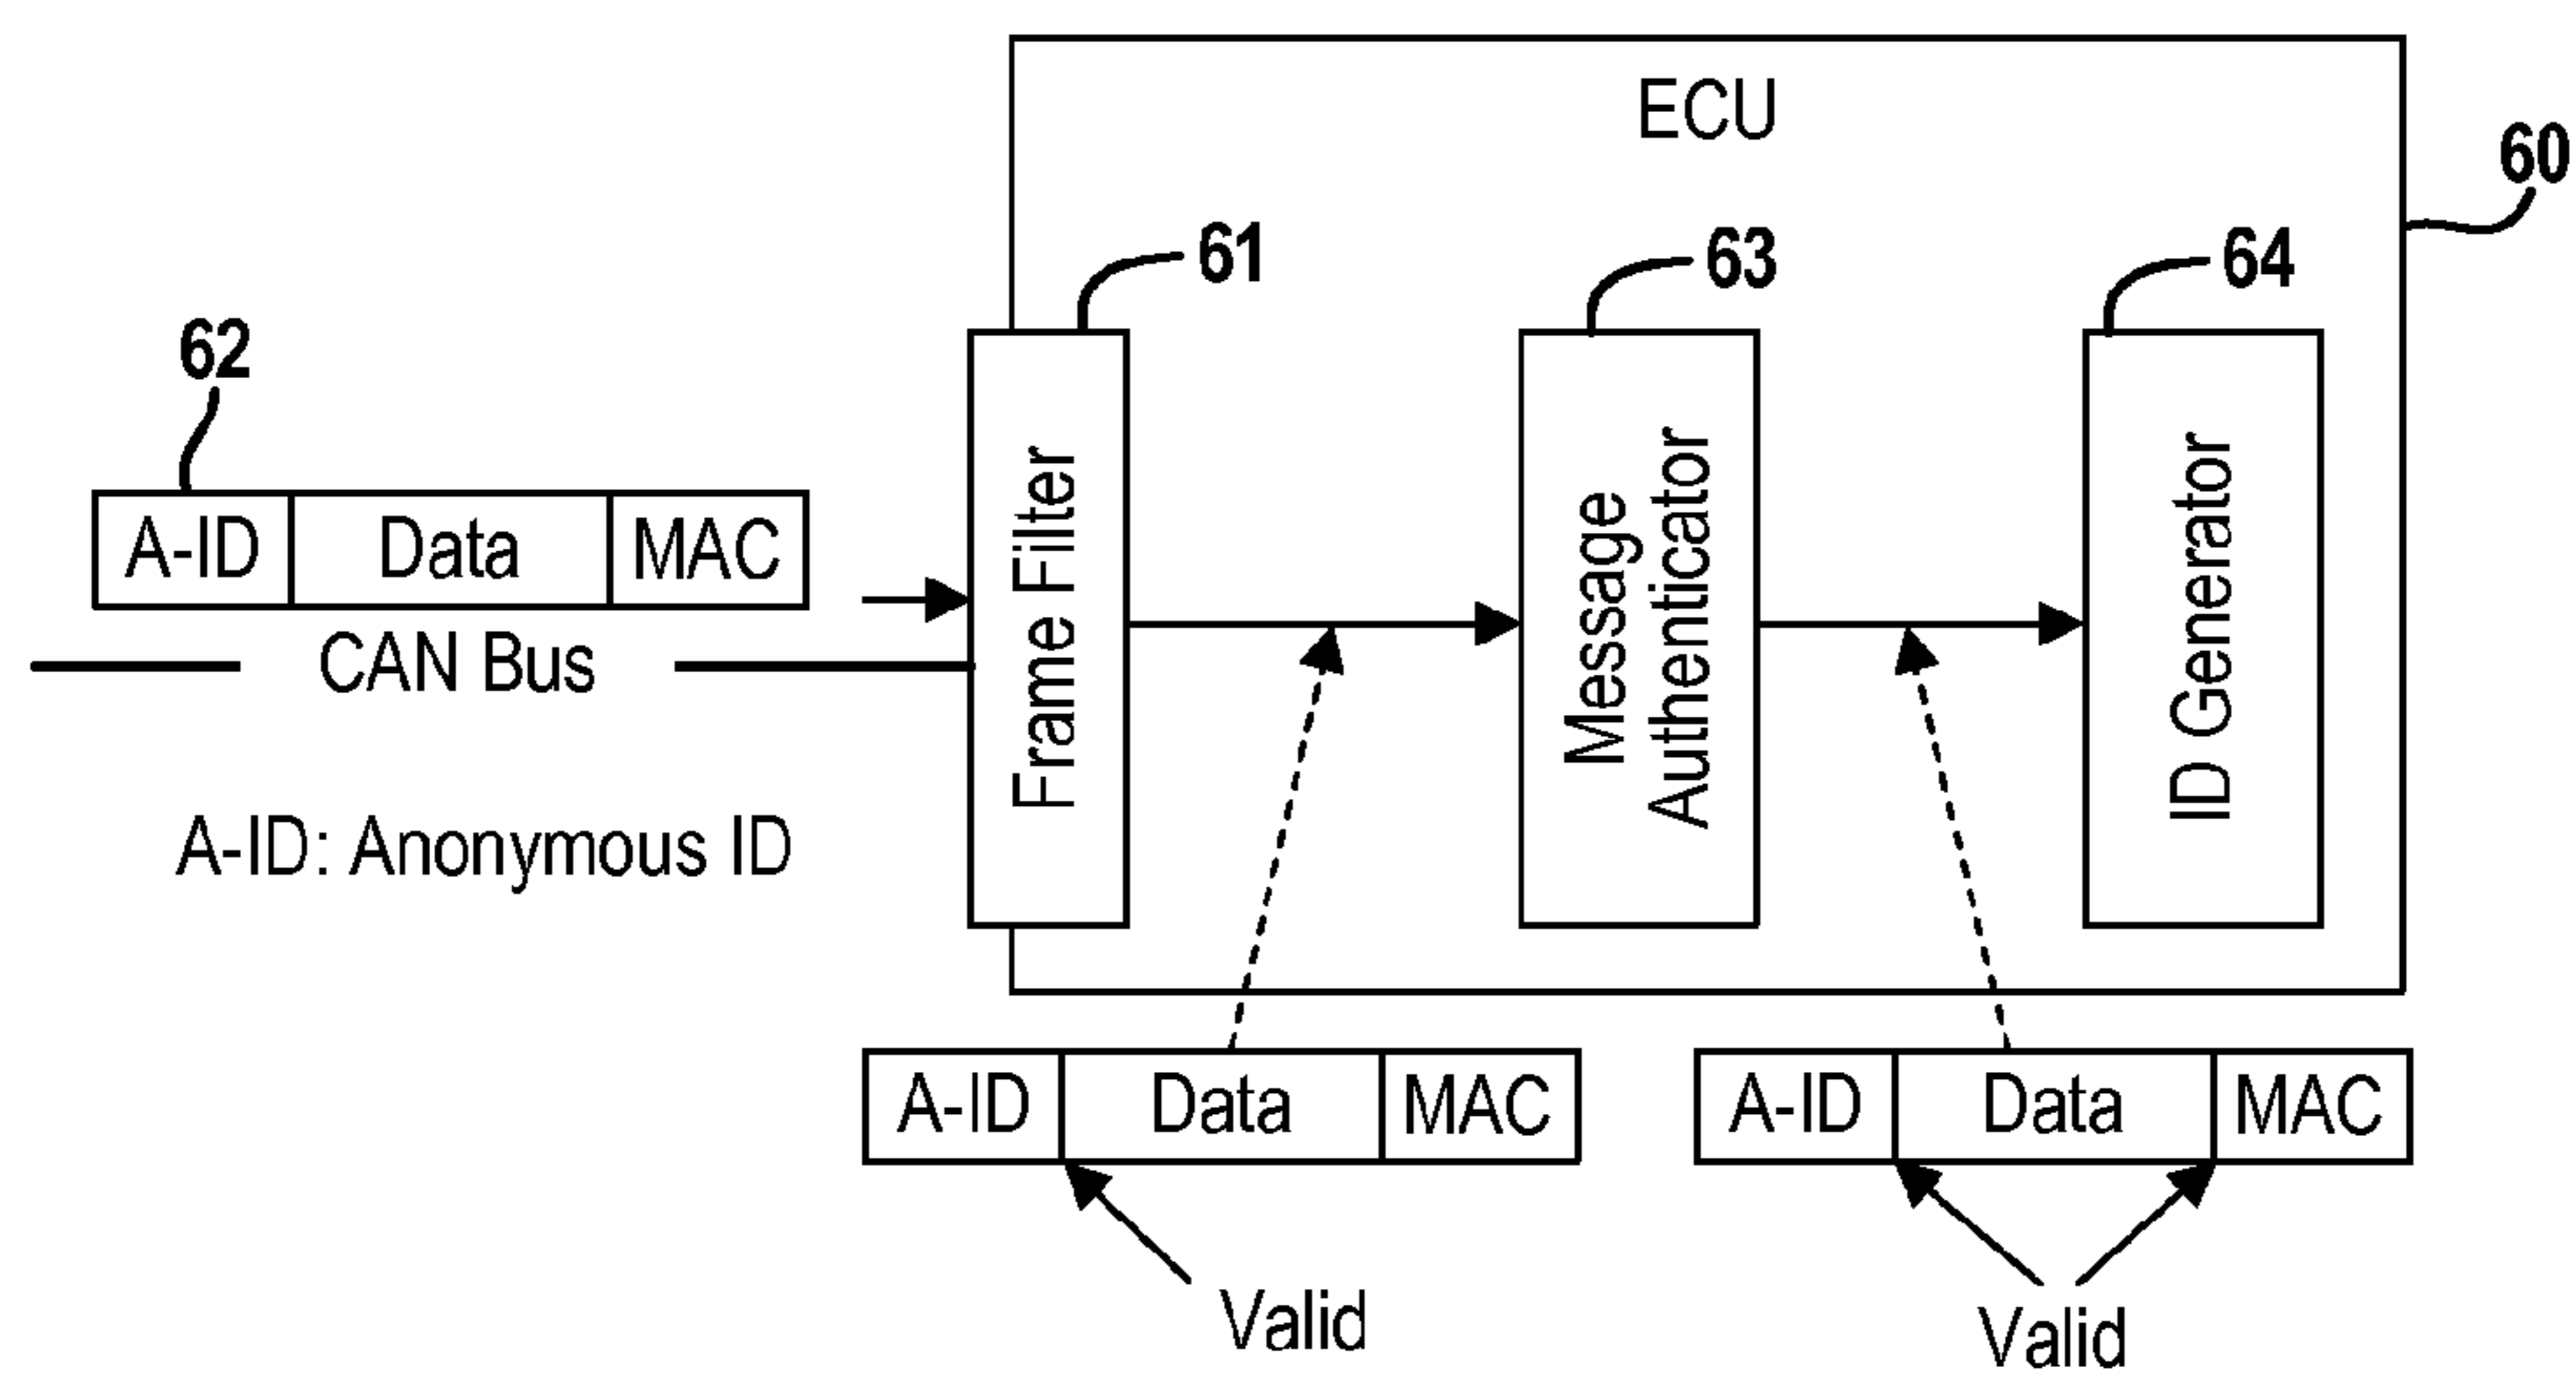 ECU
60
61
63
64
62
A-ID Data MAC
CAN Bus
A-ID: Anonymous ID
Frame Filter
Message
Authenticator
ID Generator
A-ID Data MAC
A-ID Data MAC
Valid
Valid